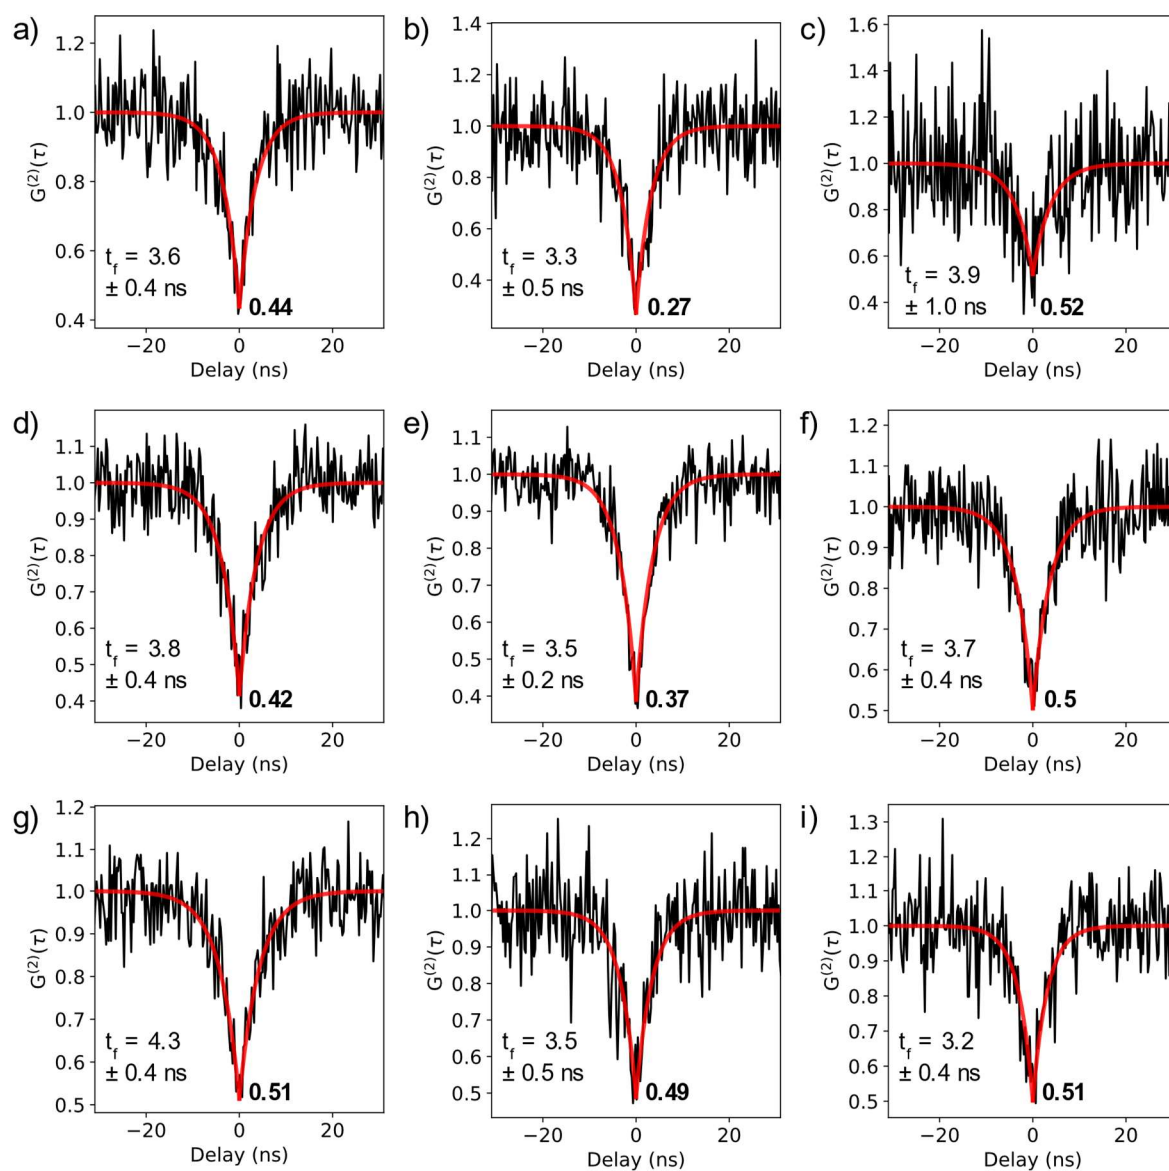 a)
1.2
1.0
0.8
0.6
0.4
G(2)(τ)
tf = 3.6
± 0.4 ns
0.44
−20 0 20
Delay (ns)
b)
1.4
1.2
1.0
0.8
0.6
0.4
G(2)(τ)
tf = 3.3
± 0.5 ns
0.27
−20 0 20
Delay (ns)
c)
1.6
1.4
1.2
1.0
0.8
0.6
0.4
G(2)(τ)
tf = 3.9
± 1.0 ns
0.52
−20 0 20
Delay (ns)
d)
1.1
1.0
0.9
0.8
0.7
0.6
0.5
0.4
G(2)(τ)
tf = 3.8
± 0.4 ns
0.42
−20 0 20
Delay (ns)
e)
1.1
1.0
0.9
0.8
0.7
0.6
0.5
0.4
G(2)(τ)
tf = 3.5
± 0.2 ns
0.37
−20 0 20
Delay (ns)
f)
1.2
1.1
1.0
0.9
0.8
0.7
0.6
0.5
G(2)(τ)
tf = 3.7
± 0.4 ns
0.5
−20 0 20
Delay (ns)
g)
1.2
1.1
1.0
0.9
0.8
0.7
0.6
0.5
G(2)(τ)
tf = 4.3
± 0.4 ns
0.51
−20 0 20
Delay (ns)
h)
1.2
1.1
1.0
0.9
0.8
0.7
0.6
0.5
G(2)(τ)
tf = 3.5
± 0.5 ns
0.49
−20 0 20
Delay (ns)
i)
1.3
1.2
1.1
1.0
0.9
0.8
0.7
0.6
0.5
G(2)(τ)
tf = 3.2
± 0.4 ns
0.51
−20 0 20
Delay (ns)